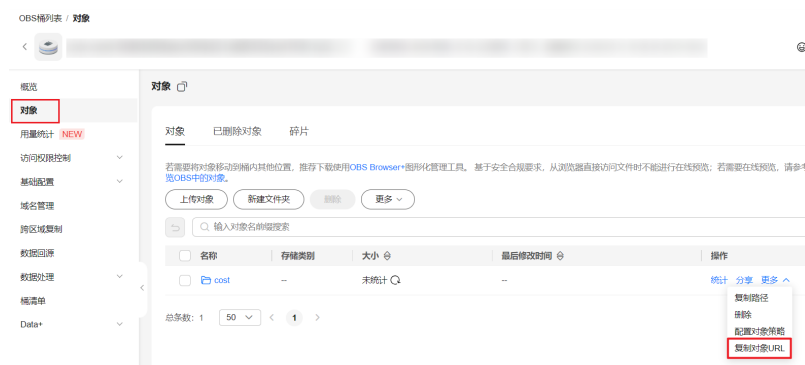 OBS桶列表 / 对象
概览
对象
用量统计 NEW
访问权限控制
基础配置
域名管理
跨区域复制
数据回源
数据处理
桶清单
Data+
对象
对象 已删除对象 碎片
若需要将对象移动到桶内其他位置，推荐下载使用OBS Browser+图形化管理工具。 基于安全合规要求，从浏览器直接访问文件时不能进行在线预览；若需要在线预览，请参考
览OBS中的对象。
上传对象 新建文件夹 删除 更多
输入对象名前缀搜索
名称 存储类别 大小 最后修改时间 操作
cost -- 未统计 -- 统计 分享 更多
复制路径
删除
配置对象策略
复制对象URL
总条数：1 50 < 1 >